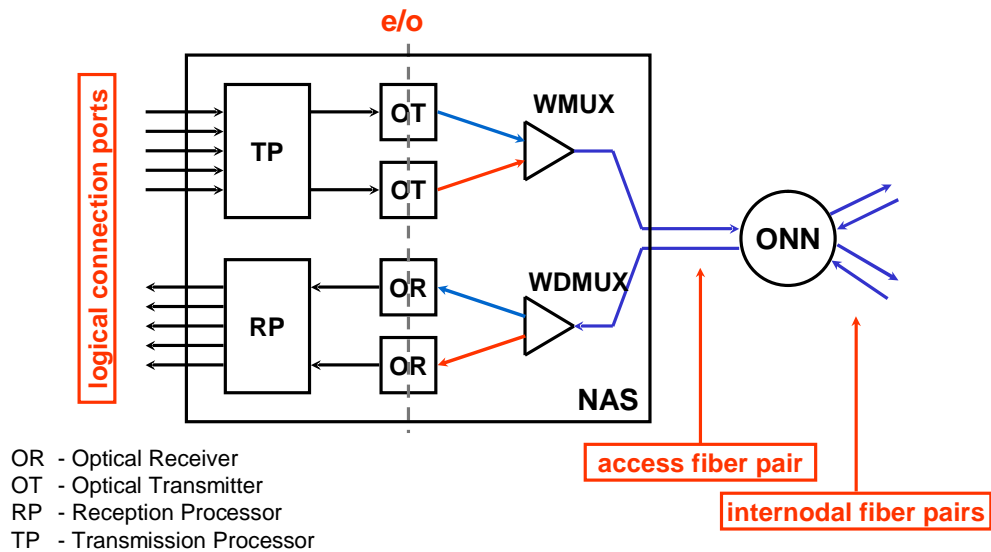 e/o
logical connection ports
TP
OT
OT
WMUX
ONN
RP
OR
OR
WDMUX
NAS
access fiber pair
internodal fiber pairs
OR - Optical Receiver
OT - Optical Transmitter
RP - Reception Processor
TP - Transmission Processor